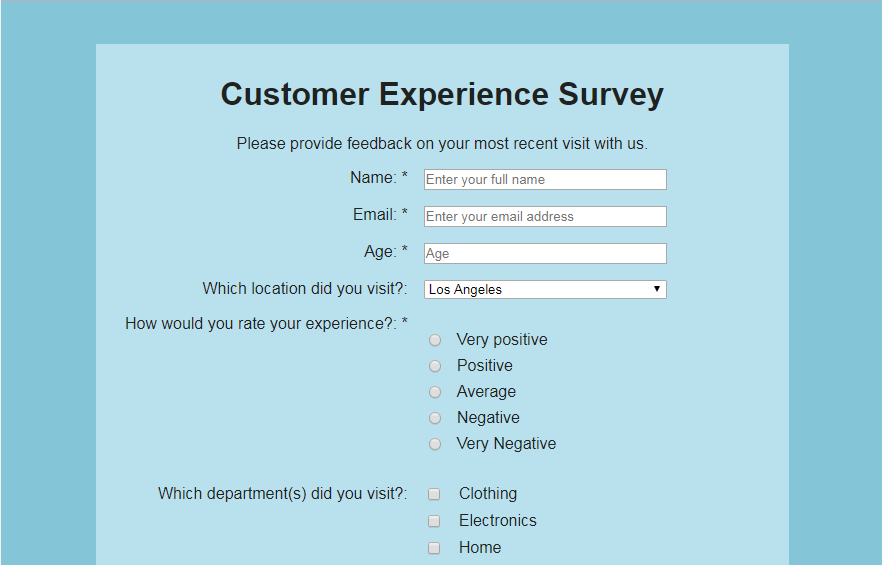 Customer Experience Survey
Please provide feedback on your most recent visit with us.
Name: * Enter your full name
Email: * Enter your email address
Age: * Age
Which location did you visit?: Los Angeles
How would you rate your experience?: *
Very positive
Positive
Average
Negative
Very Negative
Which department(s) did you visit?: Clothing
Electronics
Home